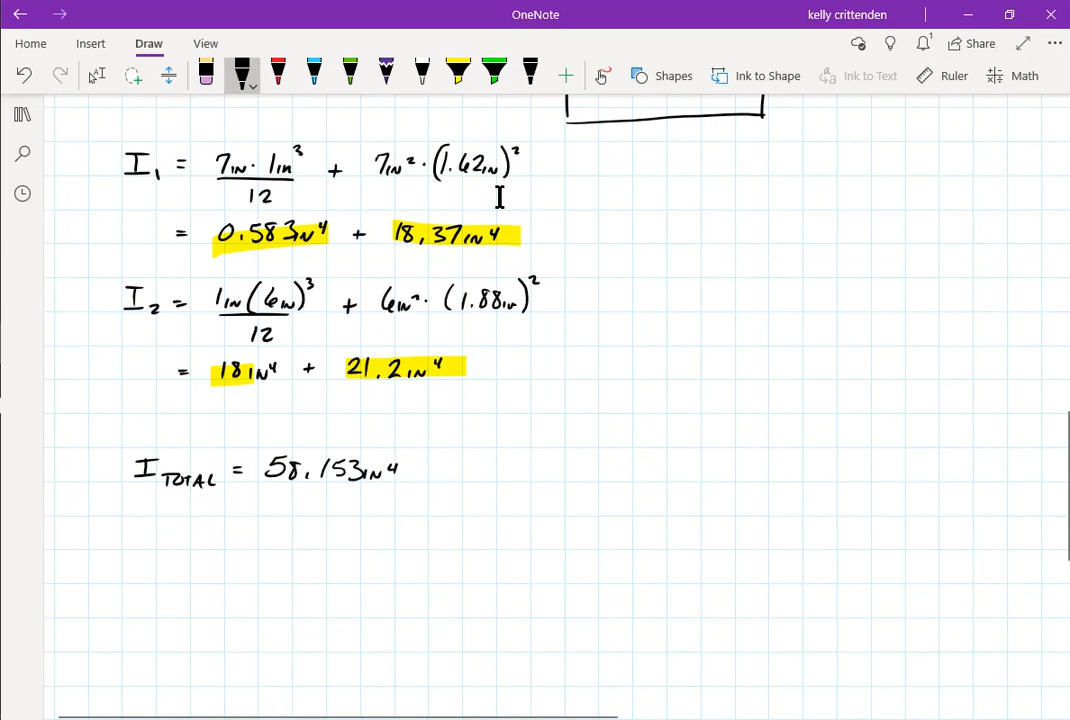 OneNote
kelly crittenden
Home Insert Draw View
1
Share
Shapes Ink to Shape Ink to Text Ruler Math
I₁ = 7IN · 1IN³ / 12 + 7IN² · (1.62IN)²
= 0.583IN⁴ + 18.37IN⁴
I₂ = 1IN(6IN)³ / 12 + 6IN² · (1.88IN)²
= 18IN⁴ + 21.2IN⁴
I TOTAL = 58.153IN⁴